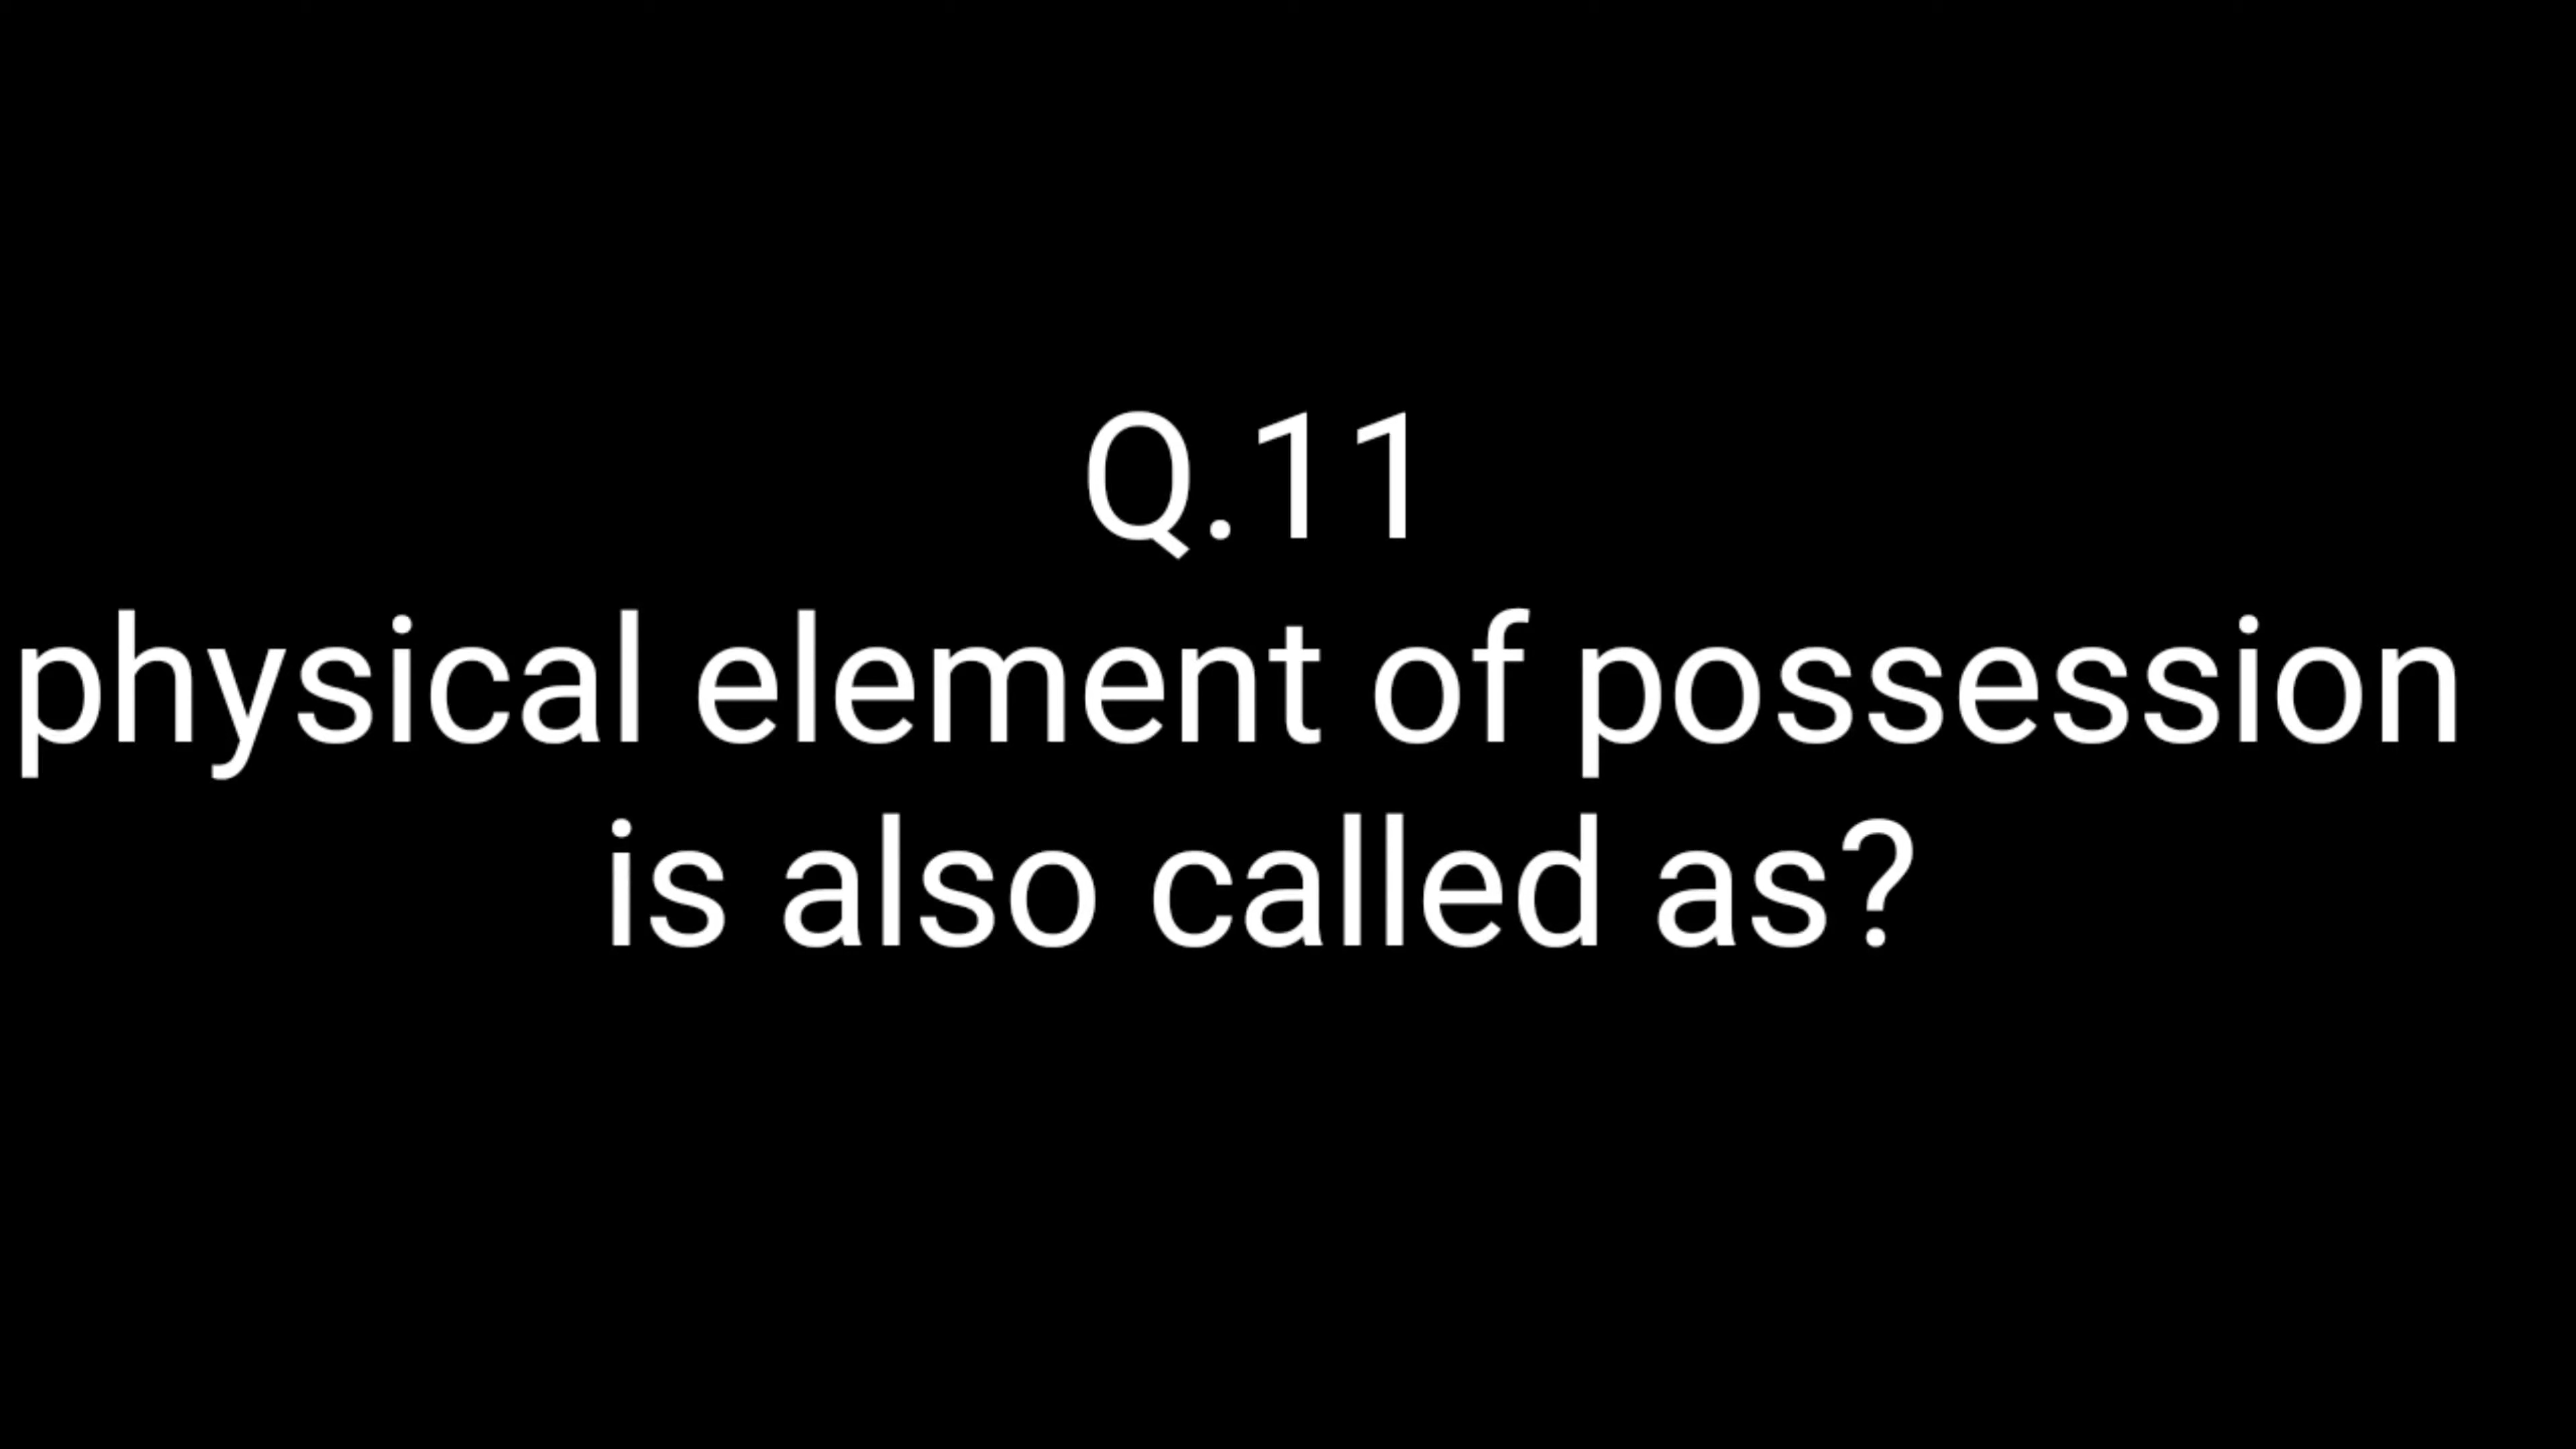 Q.11
physical element of possession
is also called as?